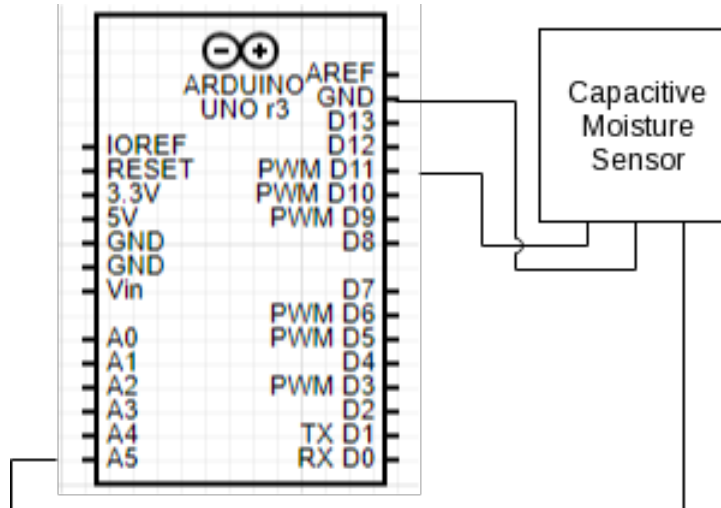 ARDUINO
UNO r3
AREF
GND
D13
D12
PWM D11
PWM D10
PWM D9
D8
D7
PWM D6
PWM D5
D4
PWM D3
D2
TX D1
RX D0
IOREF
RESET
3.3V
5V
GND
GND
Vin
A0
A1
A2
A3
A4
A5
Capacitive
Moisture
Sensor